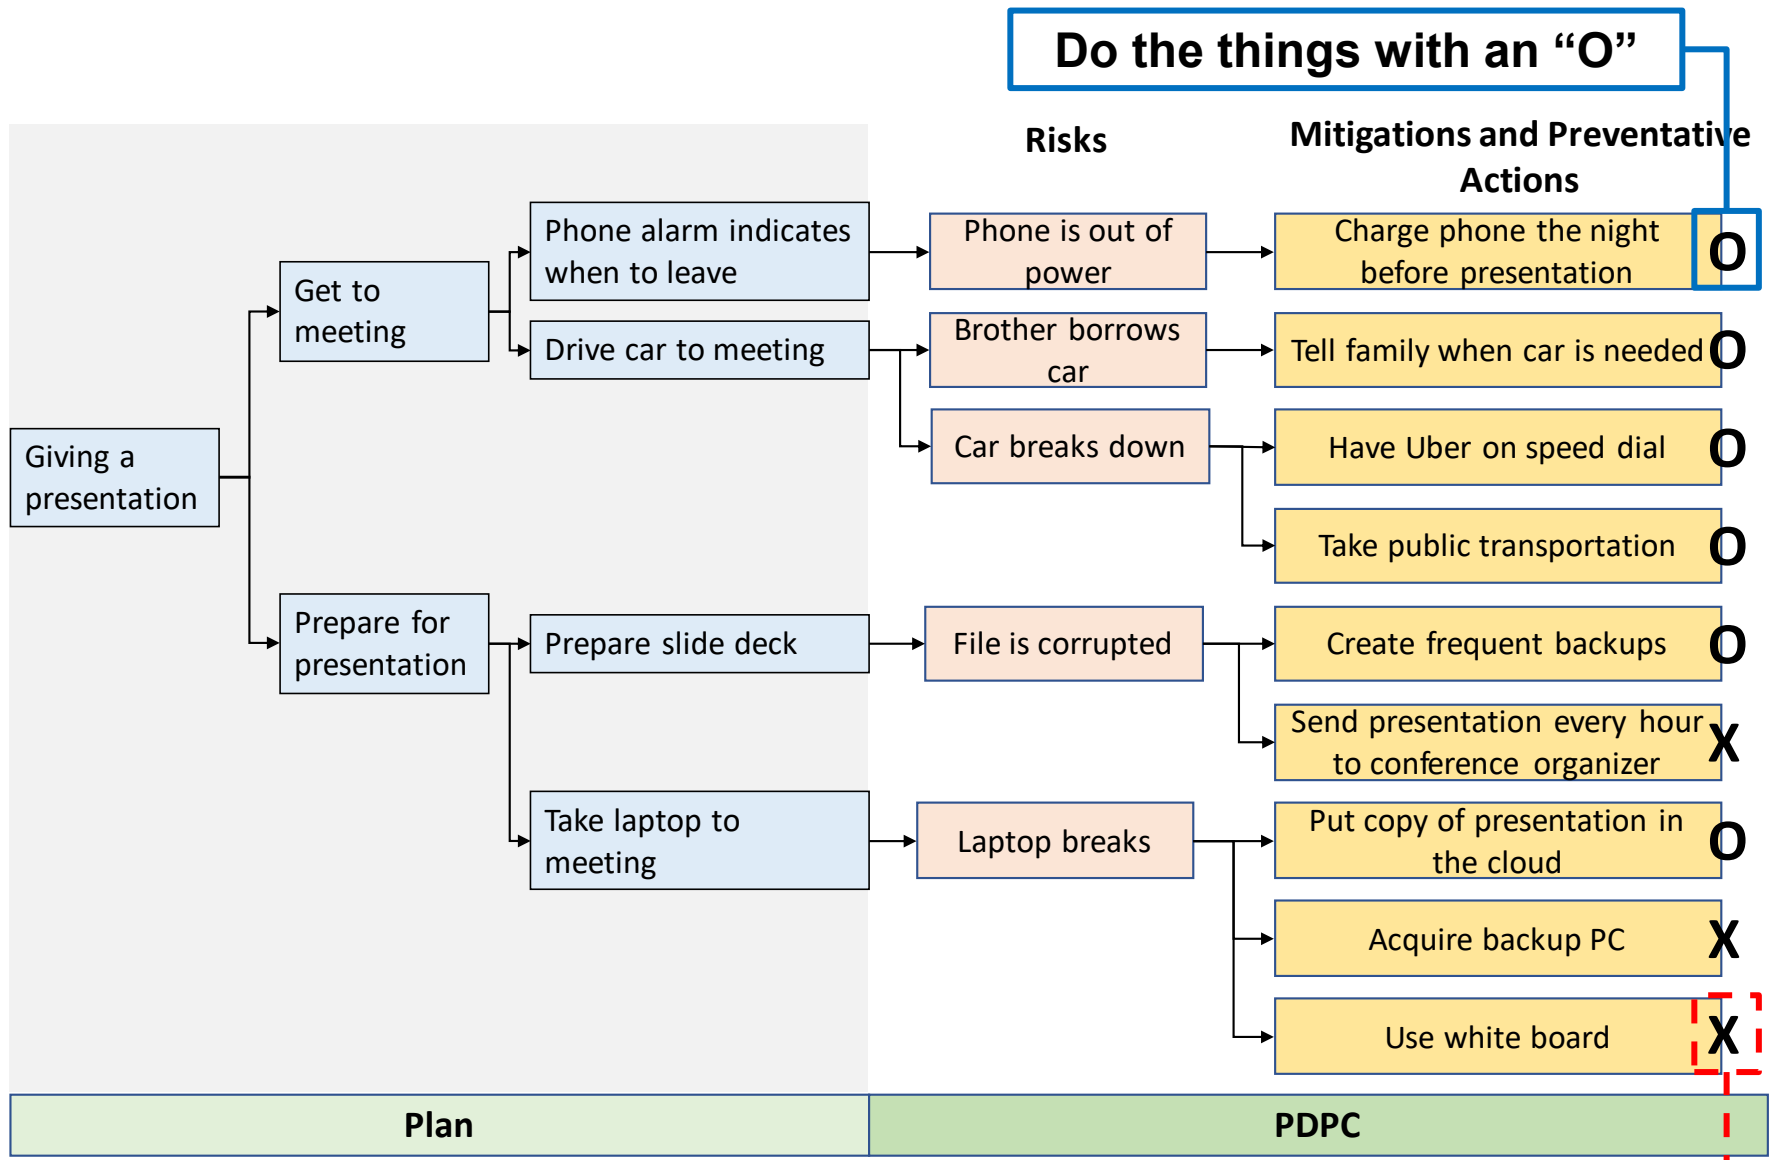 Do the things with an “O”
Risks
Mitigations and Preventative
Actions
Phone alarm indicates
when to leave
Phone is out of
power
Charge phone the night
before presentation
O
Get to
meeting
Drive car to meeting
Brother borrows
car
Tell family when car is needed
O
Car breaks down
Have Uber on speed dial
O
Giving a
presentation
Take public transportation
O
Prepare for
presentation
Prepare slide deck
File is corrupted
Create frequent backups
O
Send presentation every hour
to conference organizer
X
Take laptop to
meeting
Laptop breaks
Put copy of presentation in
the cloud
O
Acquire backup PC
X
Use white board
X
Plan
PDPC